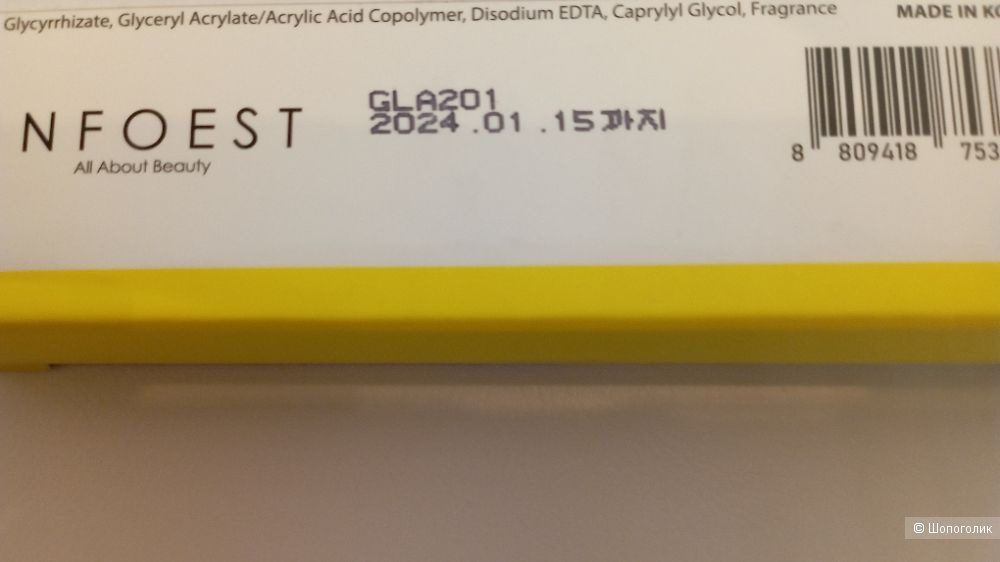 Glycyrrhizate, Glyceryl Acrylate/Acrylic Acid Copolymer, Disodium EDTA, Caprylyl Glycol, Fragrance
MADE IN KO
NFOEST
All About Beauty
GLA201
2024.01.15까지
8 809418 753
© Шопоголик